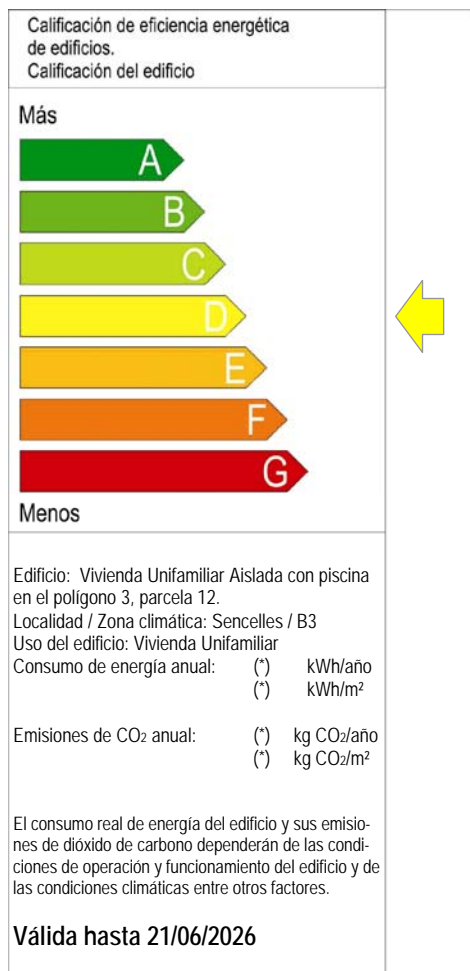 Calificación de eficiencia energética
de edificios.
Calificación del edificio
Más
A
B
C
D
E
F
G
Menos
Edificio: Vivienda Unifamiliar Aislada con piscina
en el polígono 3, parcela 12.
Localidad / Zona climática: Sencelles / B3
Uso del edificio: Vivienda Unifamiliar
Consumo de energía anual: (*) kWh/año
(*) kWh/m²
Emisiones de CO2 anual: (*) kg CO2/año
(*) kg CO2/m²
El consumo real de energía del edificio y sus emisio-
nes de dióxido de carbono dependerán de las condi-
ciones de operación y funcionamiento del edificio y de
las condiciones climáticas entre otros factores.
Válida hasta 21/06/2026